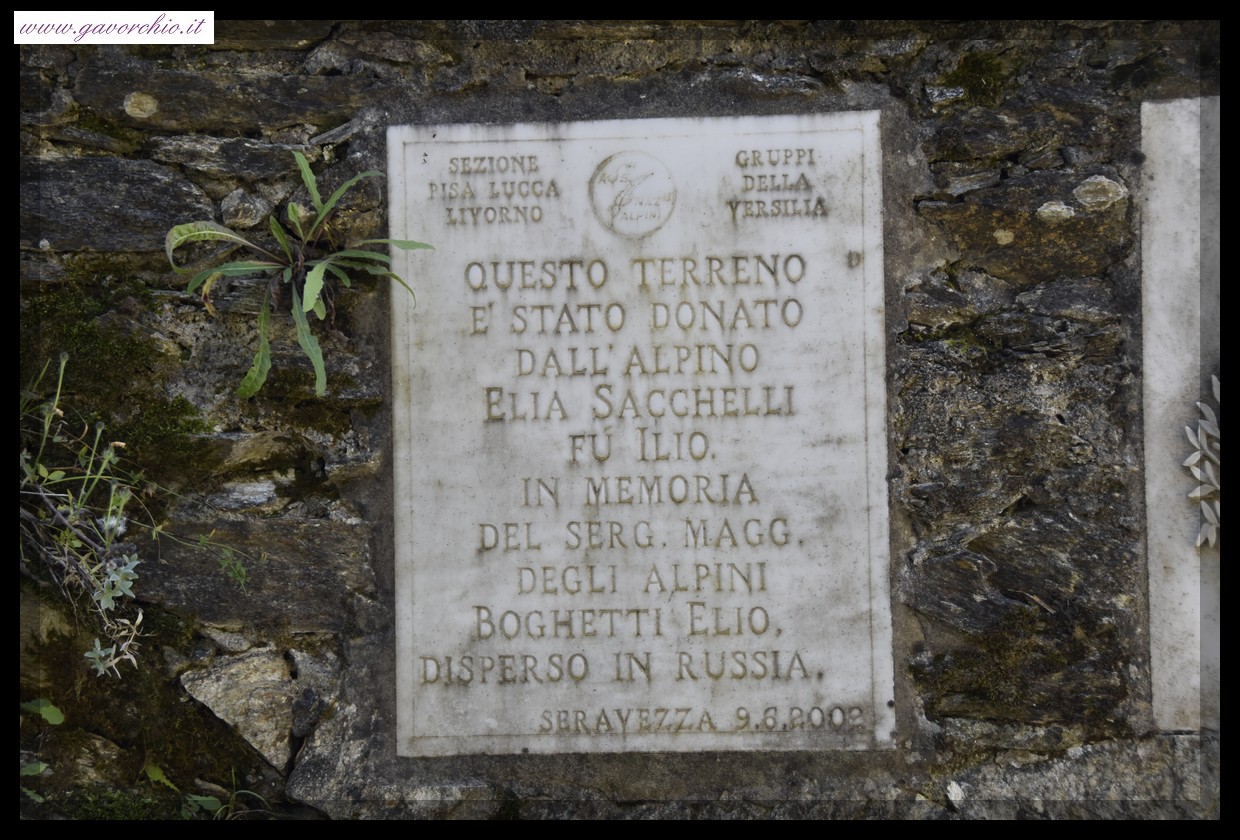 www.gavorchio.it
SEZIONE
PISA LUCCA
LIVORNO
ALPINI
GRUPPI
DELLA
VERSILIA
QUESTO TERRENO
E' STATO DONATO
DALL'ALPINO
ELIA SACCHELLI
FÚ ILIO.
IN MEMORIA
DEL SERG. MAGG.
DEGLI ALPINI
BOGHETTI ELIO,
DISPERSO IN RUSSIA.
SERAVEZZA 9.6.2002